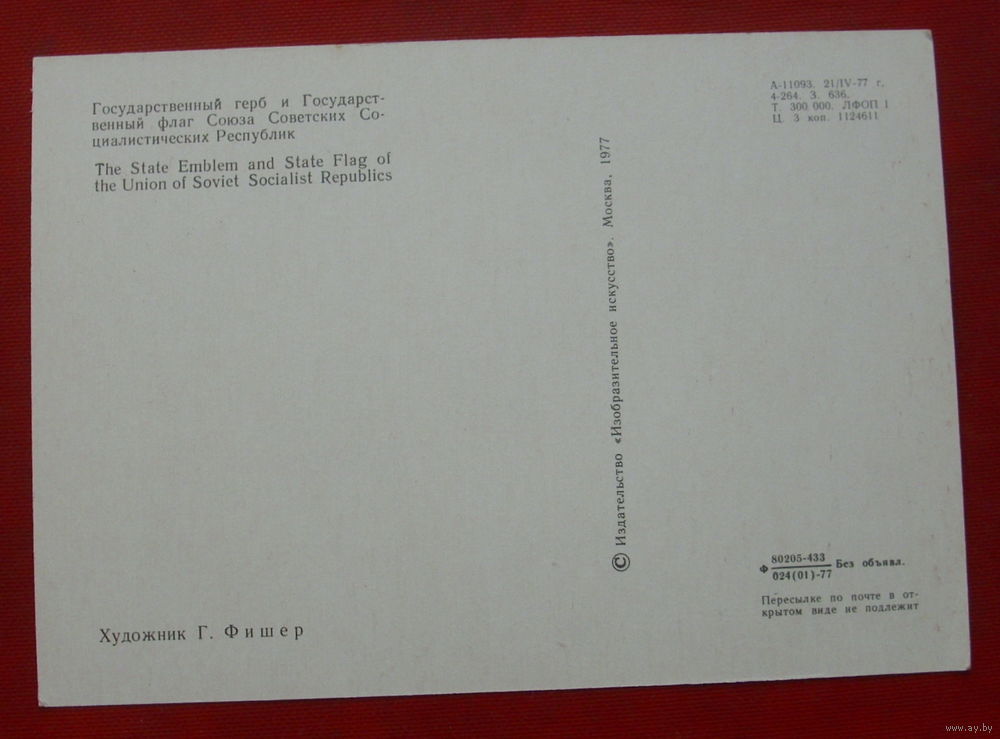 Государственный герб и Государст-
венный флаг Союза Советских Со-
циалистических Республик
The State Emblem and State Flag of
the Union of Soviet Socialist Republics
Художник Г. Фишер
© Издательство «Изобразительное искусство». Москва, 1977
А-11093. 21/IV-77 г.
4-264. З. 636.
Т. 300 000. ЛФОП 1
Ц. 3 коп. 1124611
Ф 80205-433 Без объявл.
024(01)-77
Пересылке по почте в от-
крытом виде не подлежит
www.ay.by